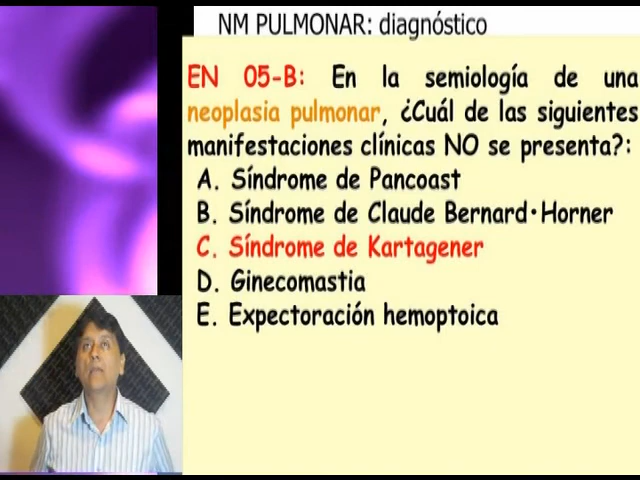 NM PULMONAR: diagnóstico
EN 05-B: En la semiología de una
neoplasia pulmonar, ¿Cuál de las siguientes
manifestaciones clínicas NO se presenta?:
A. Síndrome de Pancoast
B. Síndrome de Claude Bernard·Horner
C. Síndrome de Kartagener
D. Ginecomastia
E. Expectoración hemoptoica